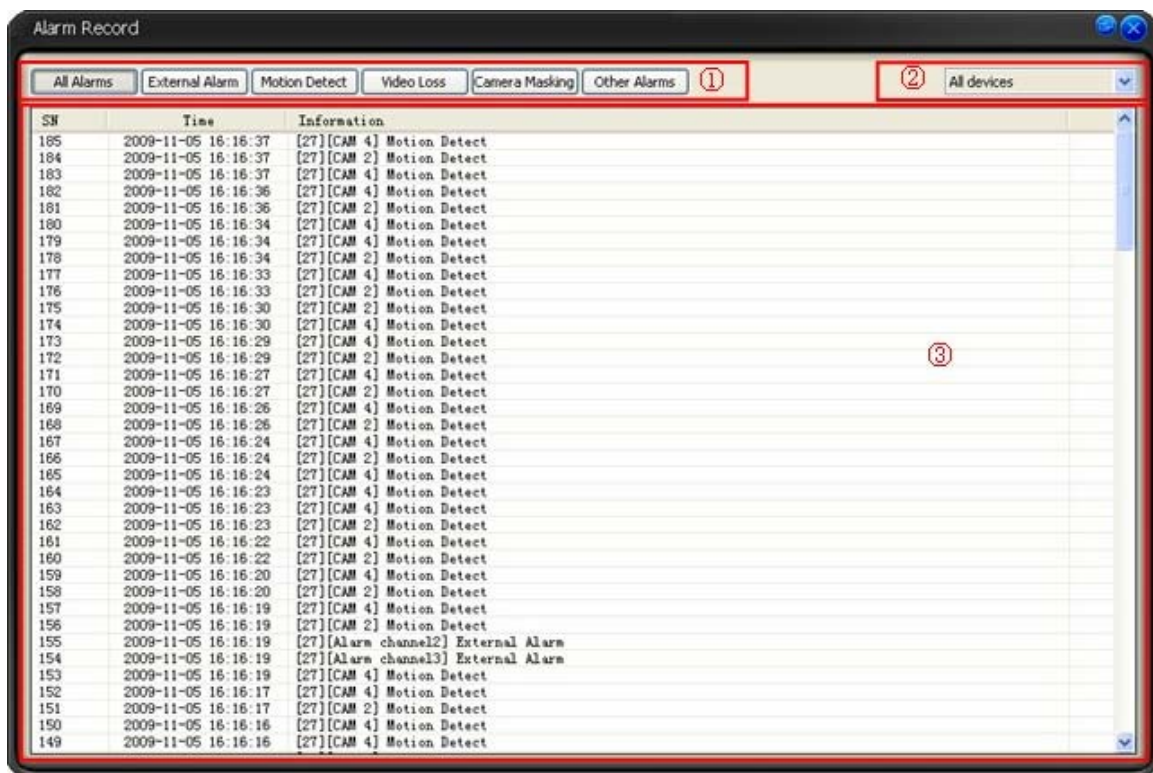 Alarm Record
All Alarms External Alarm Motion Detect Video Loss Camera Masking Other Alarms ① ② All devices
SN Time Information
185 2009-11-05 16:16:37 [27][CAM 4] Motion Detect
184 2009-11-05 16:16:37 [27][CAM 2] Motion Detect
183 2009-11-05 16:16:37 [27][CAM 4] Motion Detect
182 2009-11-05 16:16:36 [27][CAM 4] Motion Detect
181 2009-11-05 16:16:36 [27][CAM 2] Motion Detect
180 2009-11-05 16:16:34 [27][CAM 4] Motion Detect
179 2009-11-05 16:16:34 [27][CAM 4] Motion Detect
178 2009-11-05 16:16:34 [27][CAM 2] Motion Detect
177 2009-11-05 16:16:33 [27][CAM 4] Motion Detect
176 2009-11-05 16:16:33 [27][CAM 2] Motion Detect
175 2009-11-05 16:16:30 [27][CAM 2] Motion Detect
174 2009-11-05 16:16:30 [27][CAM 4] Motion Detect
173 2009-11-05 16:16:29 [27][CAM 4] Motion Detect
172 2009-11-05 16:16:29 [27][CAM 2] Motion Detect ③
171 2009-11-05 16:16:27 [27][CAM 4] Motion Detect
170 2009-11-05 16:16:27 [27][CAM 2] Motion Detect
169 2009-11-05 16:16:26 [27][CAM 4] Motion Detect
168 2009-11-05 16:16:26 [27][CAM 2] Motion Detect
167 2009-11-05 16:16:24 [27][CAM 4] Motion Detect
166 2009-11-05 16:16:24 [27][CAM 2] Motion Detect
165 2009-11-05 16:16:24 [27][CAM 4] Motion Detect
164 2009-11-05 16:16:23 [27][CAM 4] Motion Detect
163 2009-11-05 16:16:23 [27][CAM 4] Motion Detect
162 2009-11-05 16:16:23 [27][CAM 2] Motion Detect
161 2009-11-05 16:16:22 [27][CAM 4] Motion Detect
160 2009-11-05 16:16:22 [27][CAM 2] Motion Detect
159 2009-11-05 16:16:20 [27][CAM 4] Motion Detect
158 2009-11-05 16:16:20 [27][CAM 2] Motion Detect
157 2009-11-05 16:16:19 [27][CAM 4] Motion Detect
156 2009-11-05 16:16:19 [27][CAM 2] Motion Detect
155 2009-11-05 16:16:19 [27][Alarm channel2] External Alarm
154 2009-11-05 16:16:19 [27][Alarm channel3] External Alarm
153 2009-11-05 16:16:19 [27][CAM 4] Motion Detect
152 2009-11-05 16:16:17 [27][CAM 4] Motion Detect
151 2009-11-05 16:16:17 [27][CAM 2] Motion Detect
150 2009-11-05 16:16:16 [27][CAM 4] Motion Detect
149 2009-11-05 16:16:16 [27][CAM 4] Motion Detect